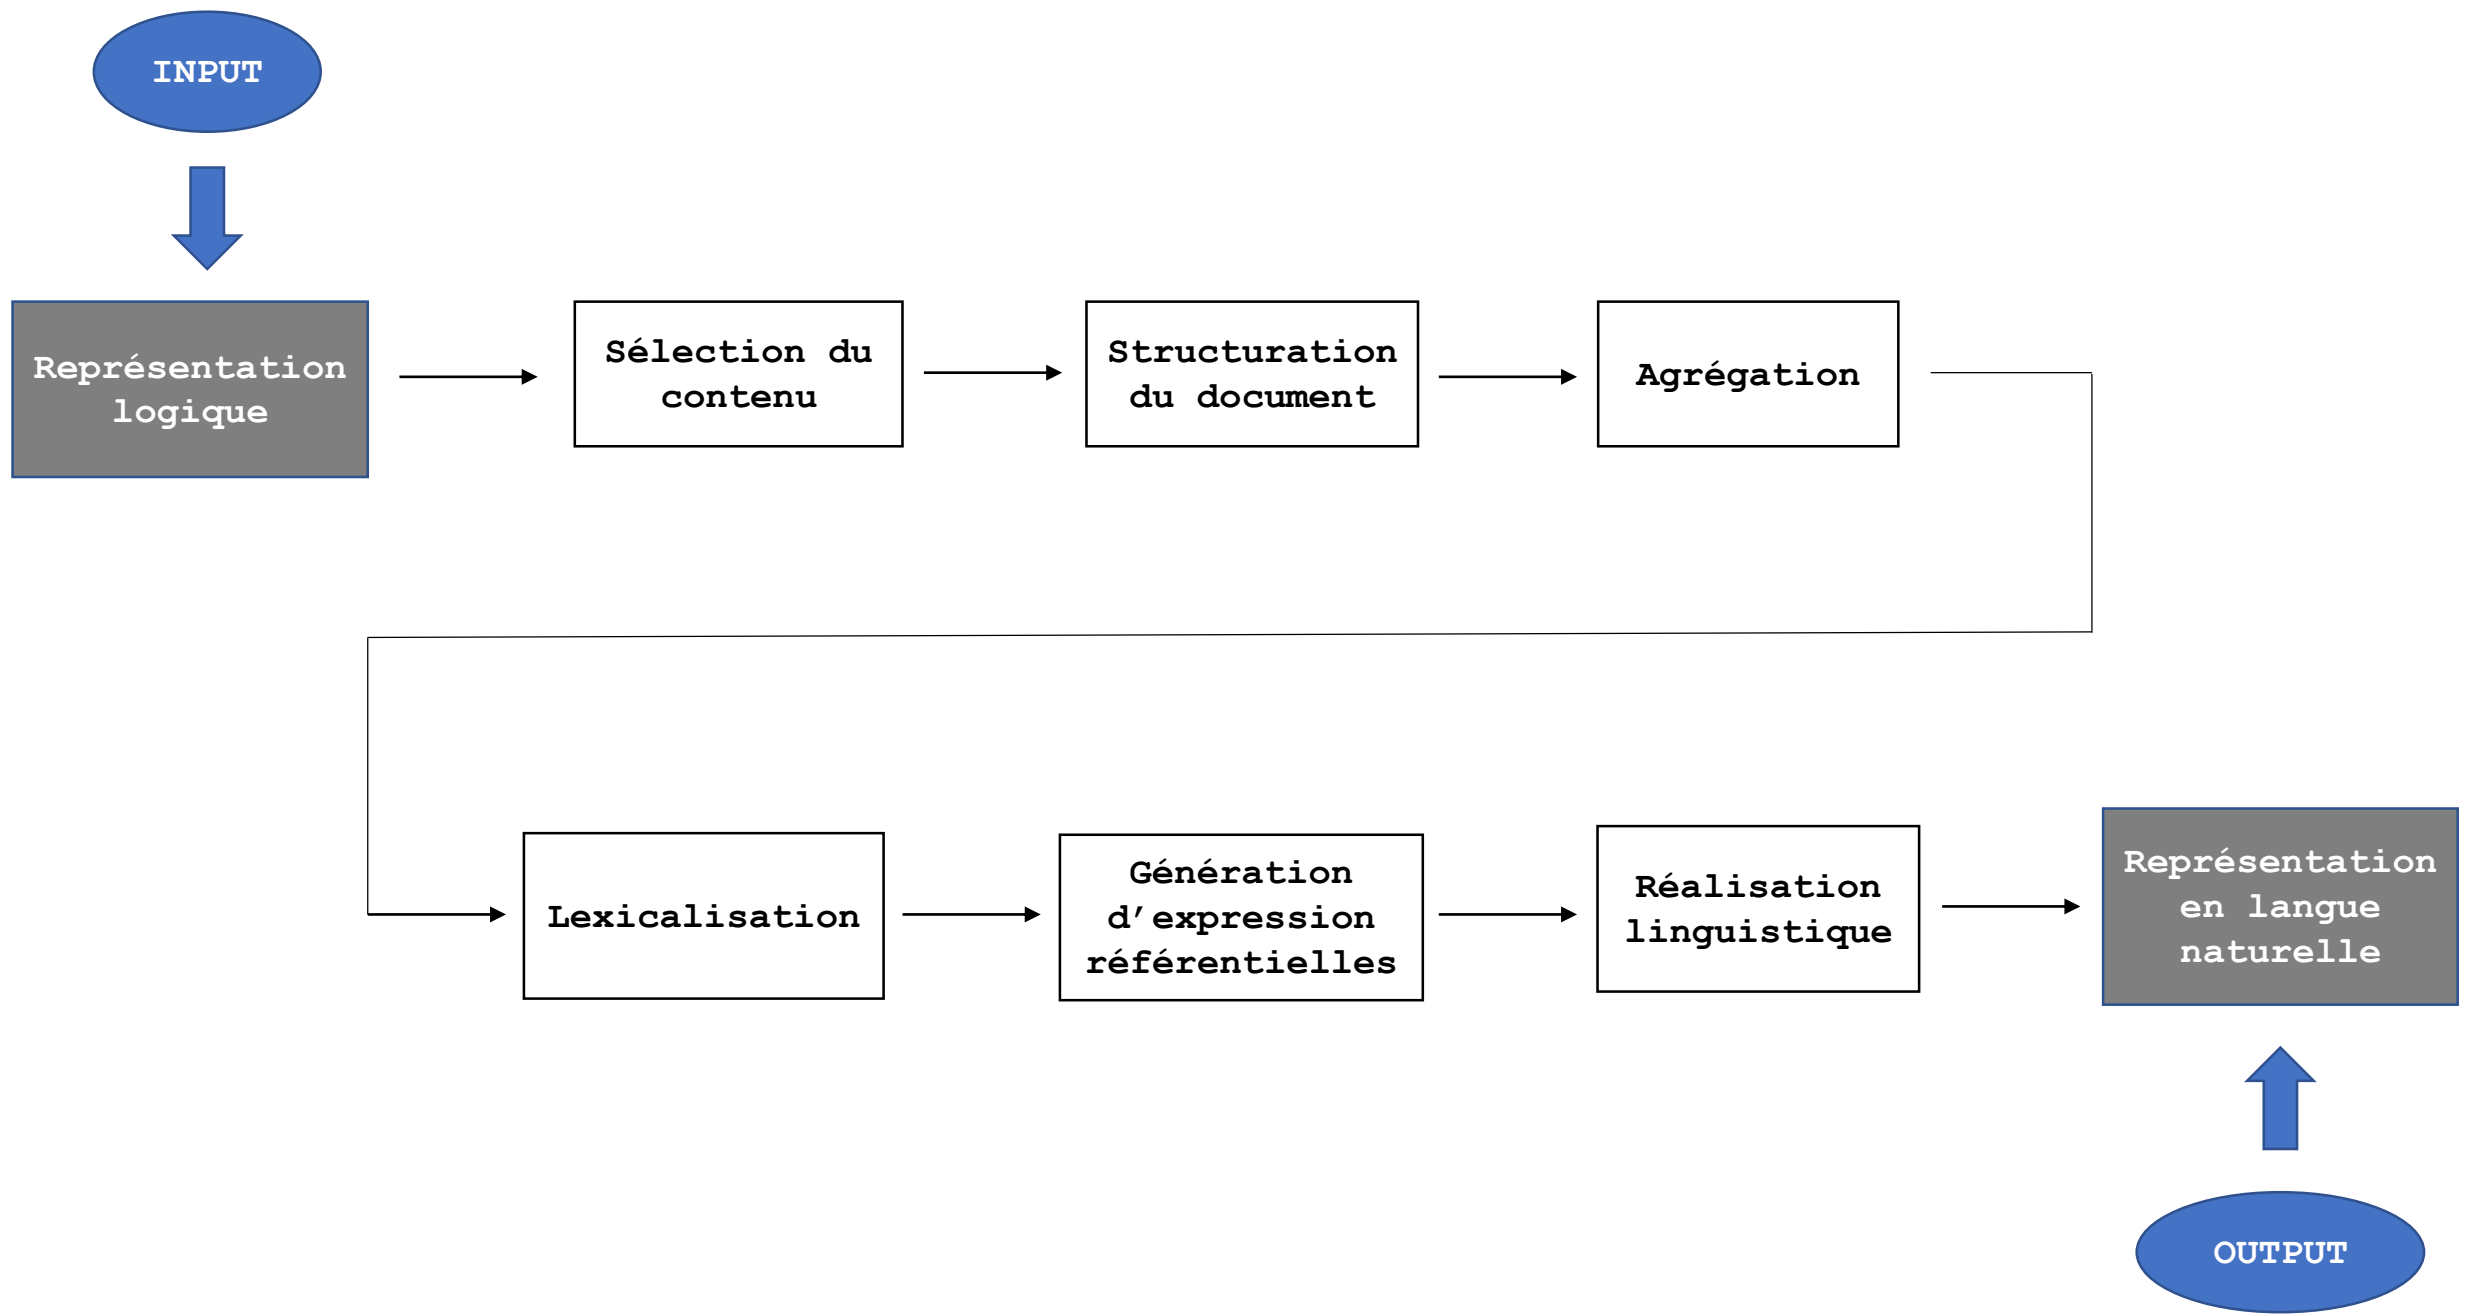 INPUT
Représentation
logique
Sélection du
contenu
Structuration
du document
Agrégation
Lexicalisation
Génération
d’expression
référentielles
Réalisation
linguistique
Représentation
en langue
naturelle
OUTPUT